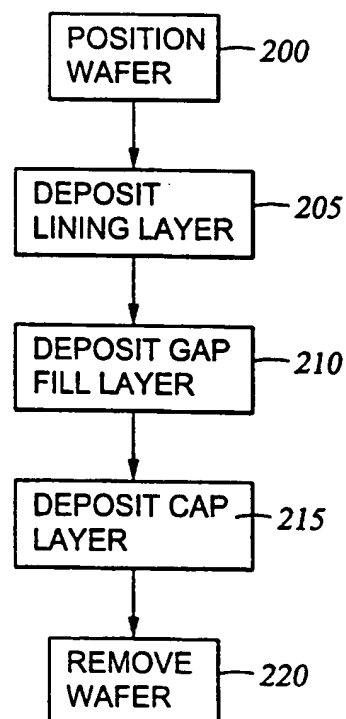 POSITION
WAFER
200
DEPOSIT
LINING LAYER
205
DEPOSIT GAP
FILL LAYER
210
DEPOSIT CAP
LAYER
215
REMOVE
WAFER
220